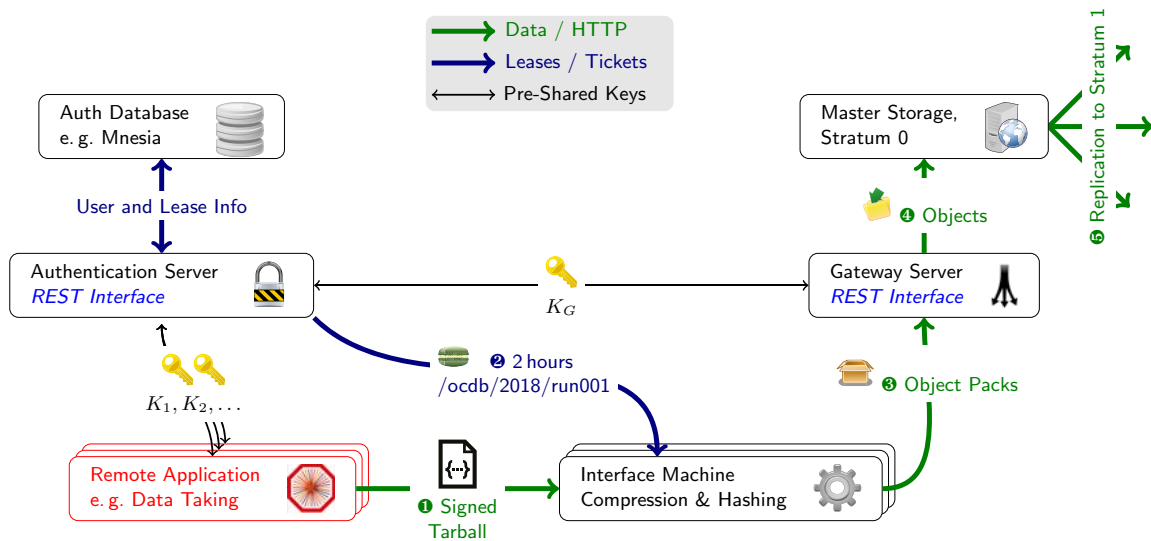 Data / HTTP
Leases / Tickets
Pre-Shared Keys
Auth Database
e. g. Mnesia
Master Storage,
Stratum 0
❺ Replication to Stratum 1
User and Lease Info
❹ Objects
Authentication Server
REST Interface
K_G
Gateway Server
REST Interface
❷ 2 hours
/ocdb/2018/run001
❸ Object Packs
K₁, K₂, . . .
Remote Application
e. g. Data Taking
{...}
❶ Signed
Tarball
Interface Machine
Compression & Hashing